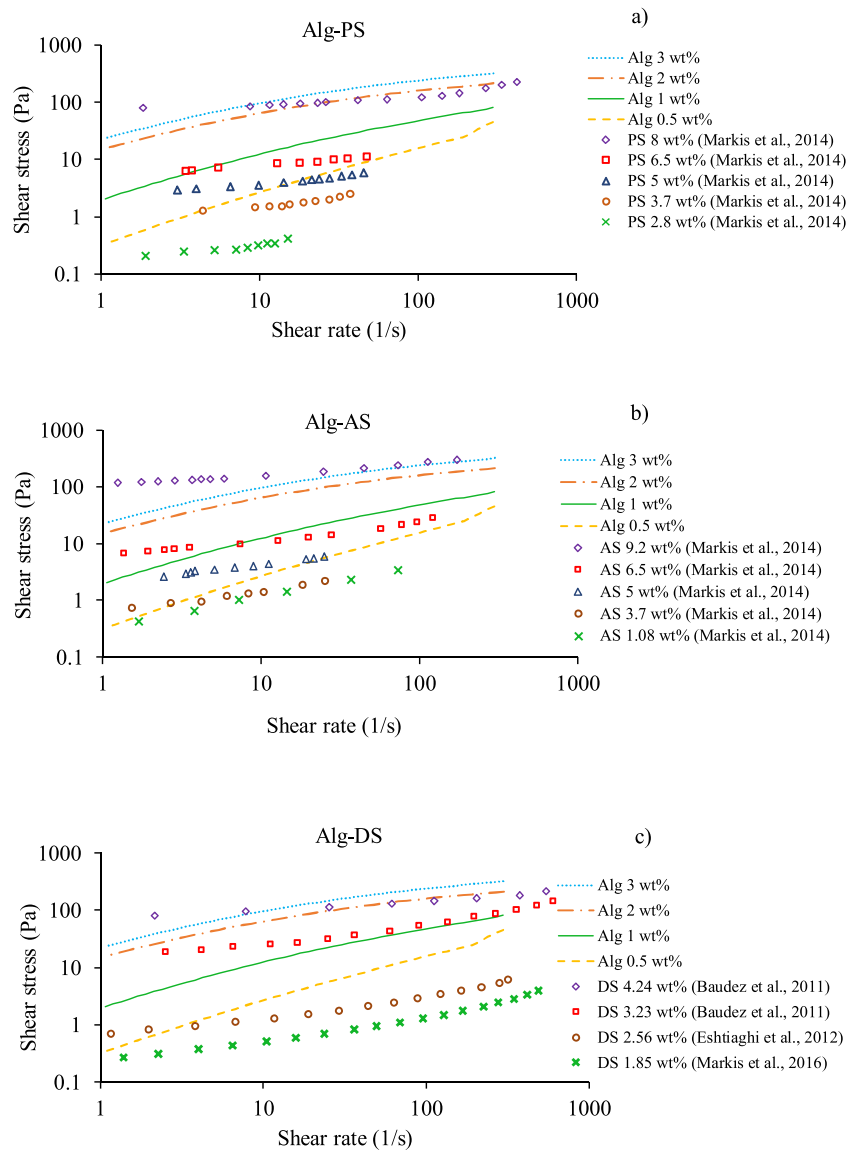 a)
Alg-PS
1000
100
10
1
0.1
Shear stress (Pa)
1 10 100 1000
Shear rate (1/s)
Alg 3 wt%
Alg 2 wt%
Alg 1 wt%
Alg 0.5 wt%
PS 8 wt% (Markis et al., 2014)
PS 6.5 wt% (Markis et al., 2014)
PS 5 wt% (Markis et al., 2014)
PS 3.7 wt% (Markis et al., 2014)
PS 2.8 wt% (Markis et al., 2014)
b)
Alg-AS
1000
100
10
1
0.1
Shear stress (Pa)
1 10 100 1000
Shear rate (1/s)
Alg 3 wt%
Alg 2 wt%
Alg 1 wt%
Alg 0.5 wt%
AS 9.2 wt% (Markis et al., 2014)
AS 6.5 wt% (Markis et al., 2014)
AS 5 wt% (Markis et al., 2014)
AS 3.7 wt% (Markis et al., 2014)
AS 1.08 wt% (Markis et al., 2014)
c)
Alg-DS
1000
100
10
1
0.1
Shear stress (Pa)
1 10 100 1000
Shear rate (1/s)
Alg 3 wt%
Alg 2 wt%
Alg 1 wt%
Alg 0.5 wt%
DS 4.24 wt% (Baudez et al., 2011)
DS 3.23 wt% (Baudez et al., 2011)
DS 2.56 wt% (Eshtiaghi et al., 2012)
DS 1.85 wt% (Markis et al., 2016)